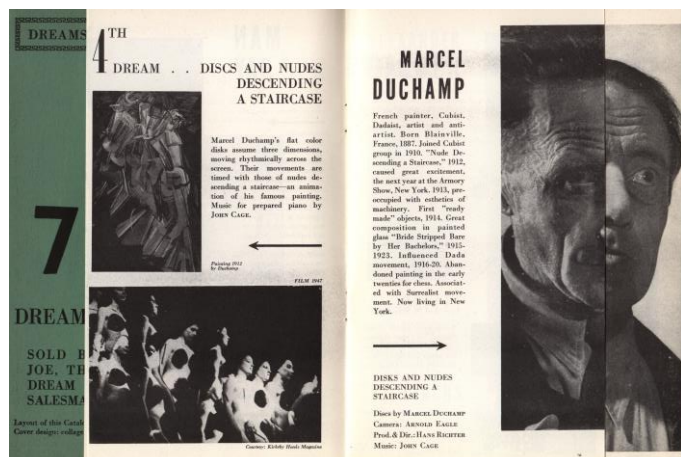 DREAMS
7
DREAM
SOLD B
JOE, TH
DREAM
SALESMA
Layout of this Catal
Cover design: collage
4TH
DREAM . . DISCS AND NUDES
DESCENDING
A STAIRCASE
Marcel Duchamp's flat color
disks assume three dimensions,
moving rhythmically across the
screen. Their movements are
timed with those of nudes de-
scending a staircase—an anima-
tion of his famous painting.
Music for prepared piano by
JOHN CAGE.
Painting 1912
by Duchamp
FILM 1947
Courtesy: Kirkeby Hotels Magazine
MARCEL
DUCHAMP
French painter, Cubist,
Dadaist, artist and anti-
artist. Born Blainville,
France, 1887. Joined Cubist
group in 1910. "Nude De-
scending a Staircase," 1912,
caused great excitement,
the next year at the Armory
Show, New York. 1913, pre-
occupied with esthetics of
machinery. First "ready
made" objects, 1914. Great
composition in painted
glass "Bride Stripped Bare
by Her Bachelors," 1915-
1923. Influenced Dada
movement, 1916-20. Aban-
doned painting in the early
twenties for chess. Associat-
ed with Surrealist move-
ment. Now living in New
York.
DISKS AND NUDES
DESCENDING A
STAIRCASE
Discs by MARCEL DUCHAMP
Camera: ARNOLD EAGLE
Prod. & Dir.: HANS RICHTER
Music: JOHN CAGE